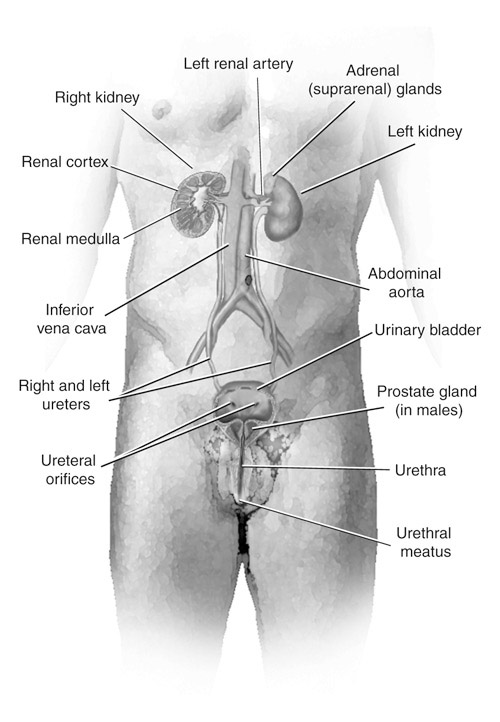 Left renal artery
Adrenal
(suprarenal) glands
Right kidney
Left kidney
Renal cortex
Renal medulla
Abdominal
aorta
Inferior
vena cava
Urinary bladder
Right and left
ureters
Prostate gland
(in males)
Ureteral
orifices
Urethra
Urethral
meatus